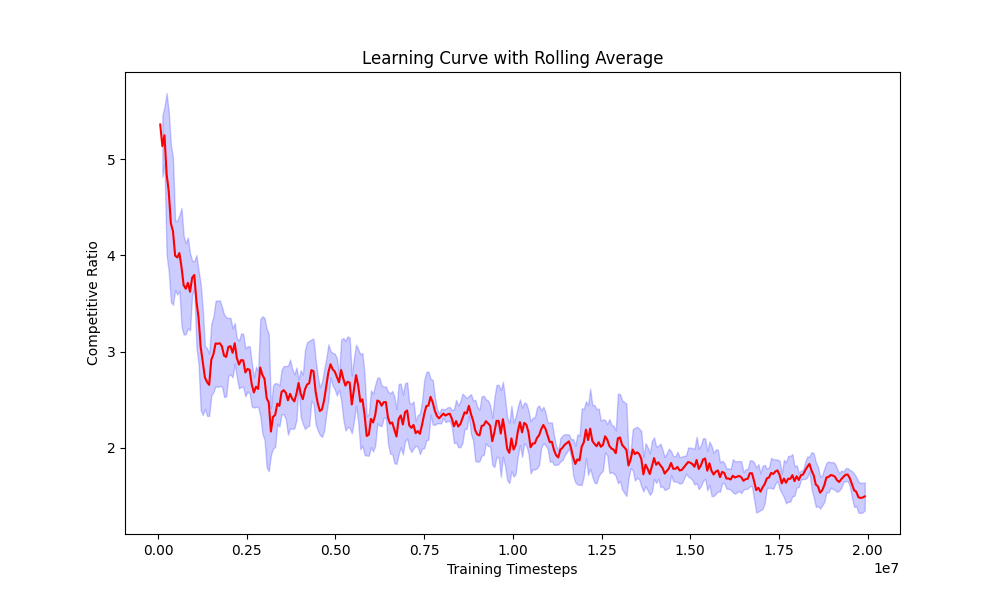 Learning Curve with Rolling Average
Competitive Ratio
5
4
3
2
0.00 0.25 0.50 0.75 1.00 1.25 1.50 1.75 2.00
1e7
Training Timesteps